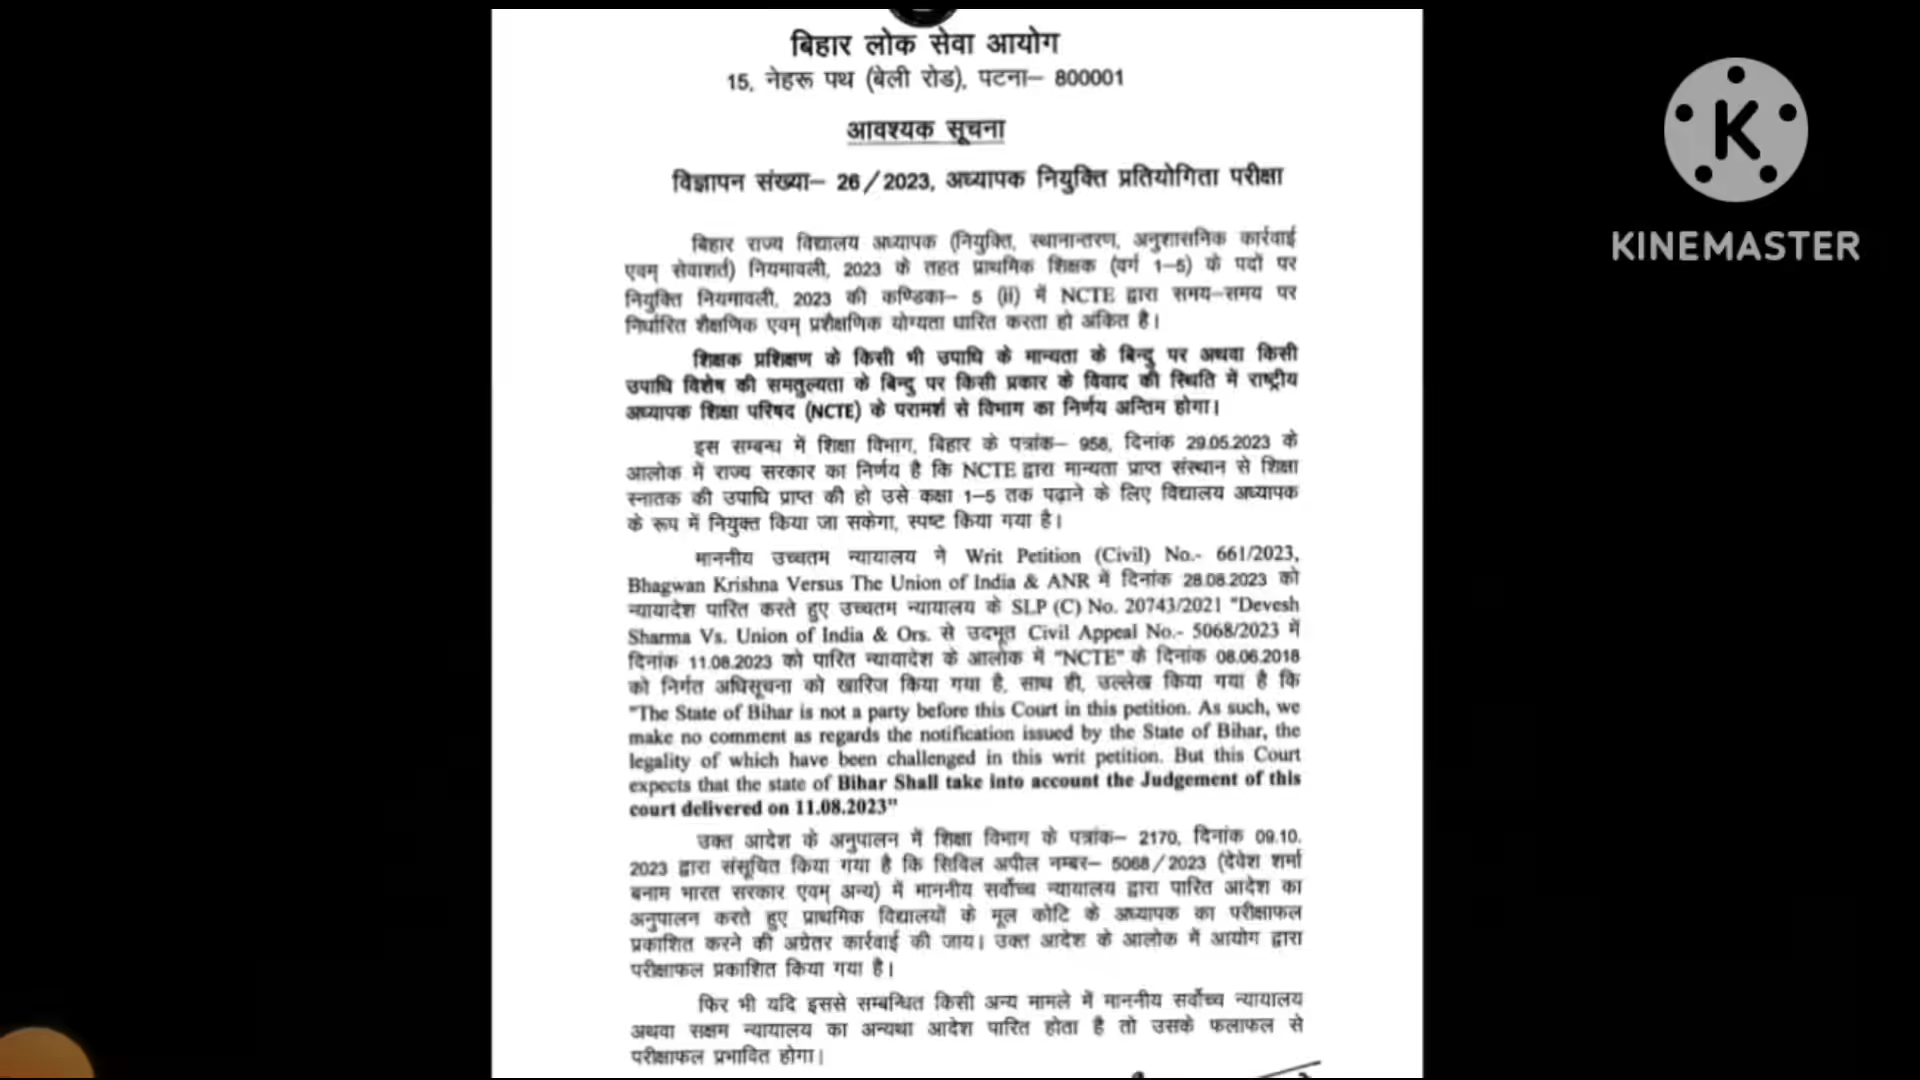 बिहार लोक सेवा आयोग
15, नेहरू पथ (बेली रोड), पटना– 800001
आवश्यक सूचना
विज्ञापन संख्या– 26/2023, अध्यापक नियुक्ति प्रतियोगिता परीक्षा
बिहार राज्य विद्यालय अध्यापक (नियुक्ति, स्थानान्तरण, अनुशासनिक कार्रवाई
एवम् सेवाशर्त) नियमावली, 2023 के तहत प्राथमिक शिक्षक (वर्ग 1–5) के पदों पर
नियुक्ति नियमावली, 2023 की कण्डिका– 5 (ii) में NCTE द्वारा समय–समय पर
निर्धारित शैक्षणिक एवम् प्रशैक्षणिक योग्यता धारित करता हो अंकित है।
शिक्षक प्रशिक्षण के किसी भी उपाधि के मान्यता के बिन्दु पर अथवा किसी
उपाधि विशेष की समतुल्यता के बिन्दु पर किसी प्रकार के विवाद की स्थिति में राष्ट्रीय
अध्यापक शिक्षा परिषद (NCTE) के परामर्श से विभाग का निर्णय अन्तिम होगा।
इस सम्बन्ध में शिक्षा विभाग, बिहार के पत्रांक– 958, दिनांक 29.05.2023 के
आलोक में राज्य सरकार का निर्णय है कि NCTE द्वारा मान्यता प्राप्त संस्थान से शिक्षा
स्नातक की उपाधि प्राप्त की हो उसे कक्षा 1–5 तक पढ़ाने के लिए विद्यालय अध्यापक
के रूप में नियुक्त किया जा सकेगा, स्पष्ट किया गया है।
माननीय उच्चतम न्यायालय ने Writ Petition (Civil) No.- 661/2023,
Bhagwan Krishna Versus The Union of India & ANR में दिनांक 28.08.2023 को
न्यायादेश पारित करते हुए उच्चतम न्यायालय के SLP (C) No. 20743/2021 "Devesh
Sharma Vs. Union of India & Ors. से उदभूत Civil Appeal No.- 5068/2023 में
दिनांक 11.08.2023 को पारित न्यायादेश के आलोक में "NCTE" के दिनांक 08.06.2018
को निर्गत अधिसूचना को खारिज किया गया है, साथ ही, उल्लेख किया गया है कि
"The State of Bihar is not a party before this Court in this petition. As such, we
make no comment as regards the notification issued by the State of Bihar, the
legality of which have been challenged in this writ petition. But this Court
expects that the state of Bihar Shall take into account the Judgement of this
court delivered on 11.08.2023"
उक्त आदेश के अनुपालन में शिक्षा विभाग के पत्रांक– 2170, दिनांक 09.10.
2023 द्वारा संसूचित किया गया है कि सिविल अपील नम्बर– 5068/2023 (देवेश शर्मा
बनाम भारत सरकार एवम् अन्य) में माननीय सर्वोच्च न्यायालय द्वारा पारित आदेश का
अनुपालन करते हुए प्राथमिक विद्यालयों के मूल कोटि के अध्यापक का परीक्षाफल
प्रकाशित करने की अग्रेतर कार्रवाई की जाय। उक्त आदेश के आलोक में आयोग द्वारा
परीक्षाफल प्रकाशित किया गया है।
फिर भी यदि इससे सम्बन्धित किसी अन्य मामले में माननीय सर्वोच्च न्यायालय
अथवा सक्षम न्यायालय का अन्यथा आदेश पारित होता है तो उसके फलाफल से
परीक्षाफल प्रभावित होगा।
K
KINEMASTER